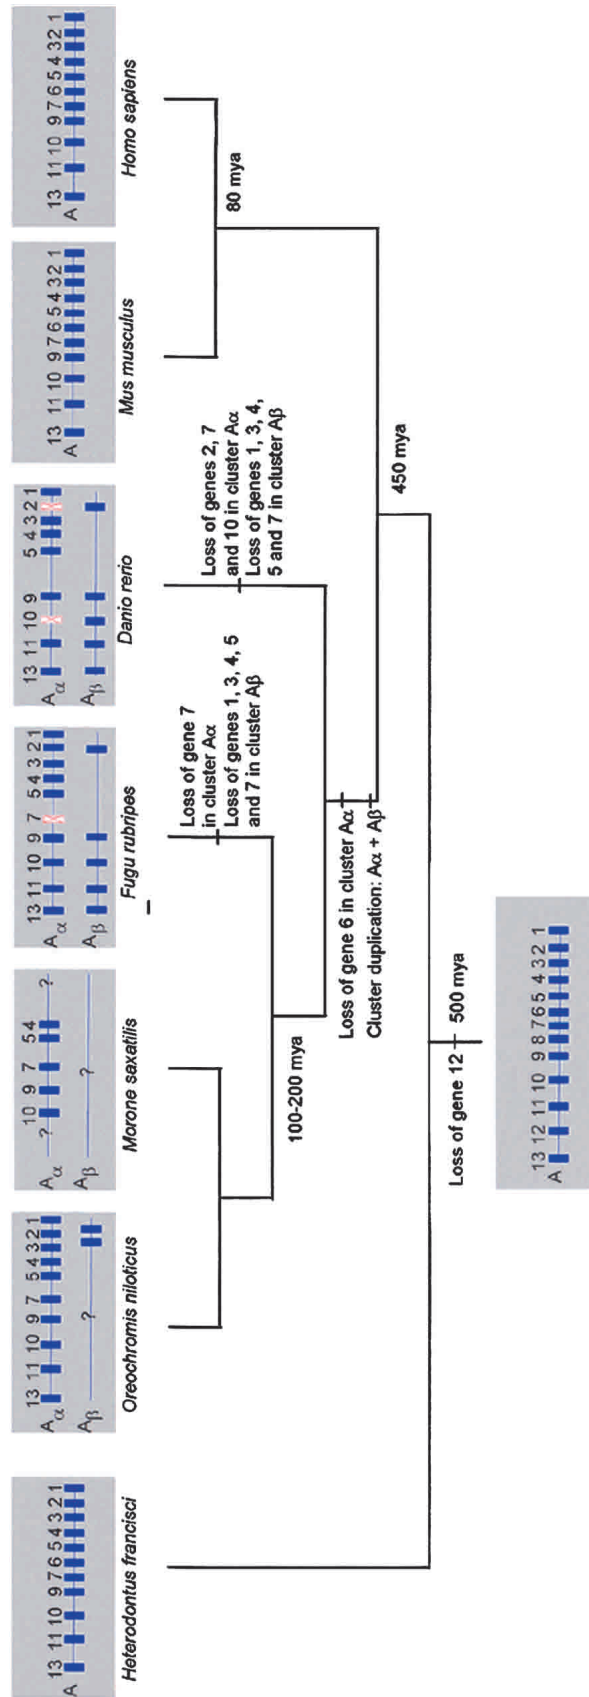 13 11 10 9 7 6 5 4 3 2 1
A
Heterodontus francisci
13 11 10 9 7 5 4 3 2 1
Aα
Aβ ?
Oreochromis niloticus
10 9 7 5 4
Aα ? ?
Aβ ?
Morone saxatilis
13 11 10 9 7 5 4 3 2 1
Aα
Aβ
Fugu rubripes
13 11 10 9 5 4 3 2 1
Aα
Aβ
Danio rerio
13 11 10 9 7 6 5 4 3 2 1
A
Mus musculus
13 11 10 9 7 6 5 4 3 2 1
A
Homo sapiens
Loss of gene 7
in cluster Aα
Loss of genes 1, 3, 4, 5
and 7 in cluster Aβ
Loss of genes 2, 7
and 10 in cluster Aα
Loss of genes 1, 3, 4,
5 and 7 in cluster Aβ
80 mya
100-200 mya
Loss of gene 6 in cluster Aα
Cluster duplication: Aα + Aβ
450 mya
Loss of gene 12
500 mya
13 12 11 10 9 8 7 6 5 4 3 2 1
A